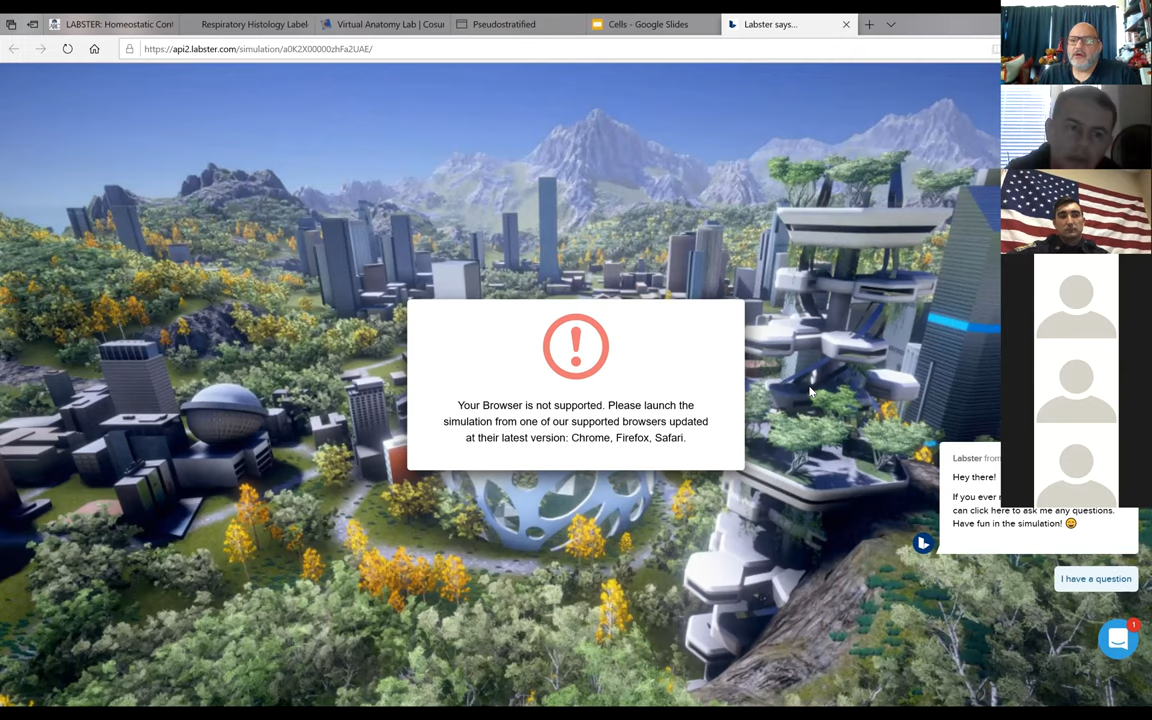 LABSTER: Homeostatic Con
Respiratory Histology Label
Virtual Anatomy Lab | Cosu
Pseudostratified
Cells - Google Slides
Labster says...
https://api2.labster.com/simulation/a0K2X00000zhFa2UAE/
Your Browser is not supported. Please launch the
simulation from one of our supported browsers updated
at their latest version: Chrome, Firefox, Safari.
Labster from
Hey there!
If you ever
can click here to ask me any questions.
Have fun in the simulation! 😄
I have a question
1